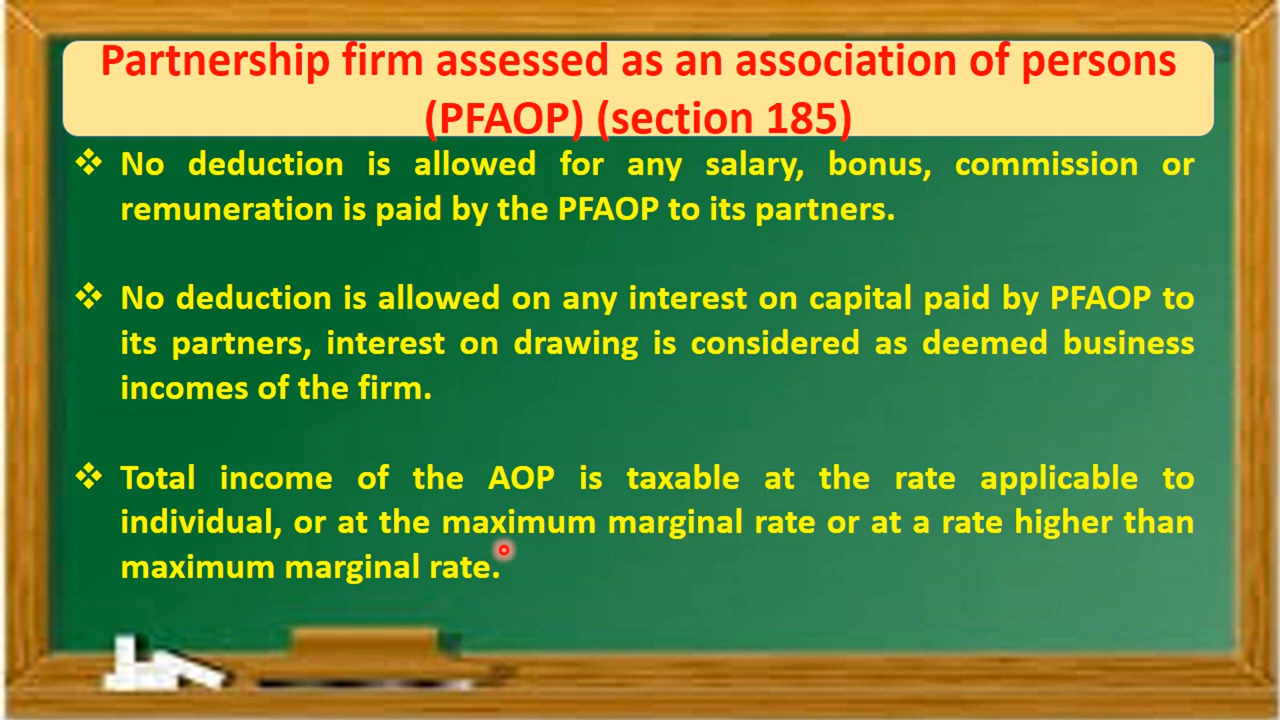 Partnership firm assessed as an association of persons
(PFAOP) (section 185)
❖ No deduction is allowed for any salary, bonus, commission or
remuneration is paid by the PFAOP to its partners.
❖ No deduction is allowed on any interest on capital paid by PFAOP to
its partners, interest on drawing is considered as deemed business
incomes of the firm.
❖ Total income of the AOP is taxable at the rate applicable to
individual, or at the maximum marginal rate or at a rate higher than
maximum marginal rate.